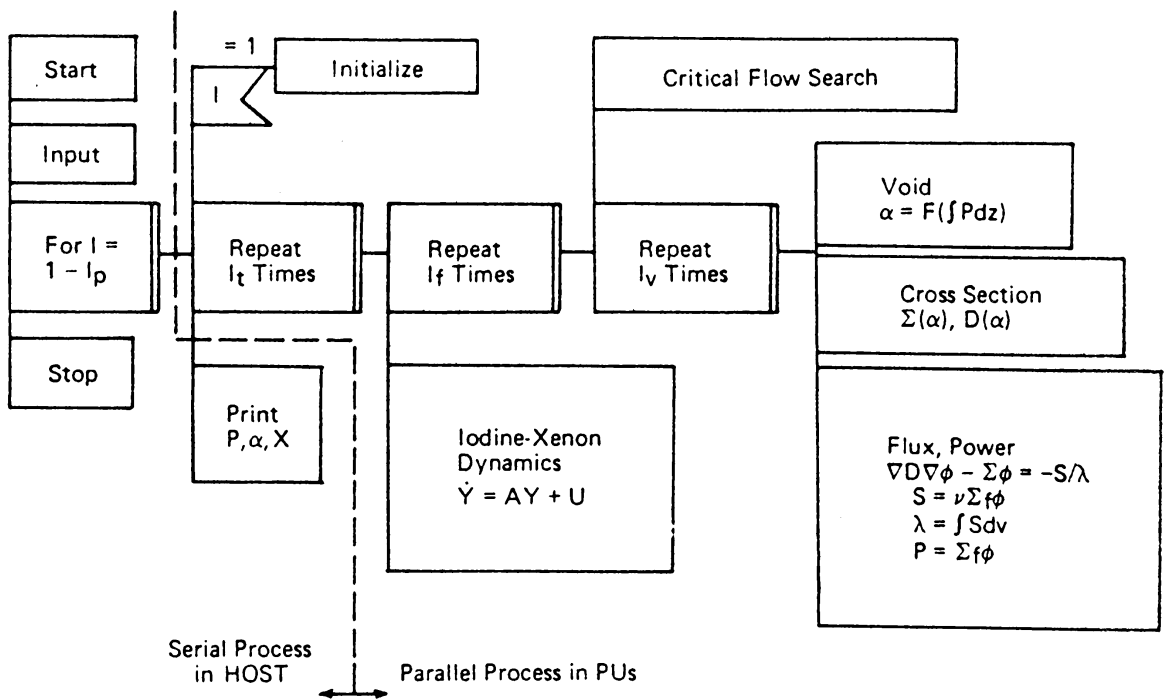 Start
Input
For I =
1 – Ip
Stop
= 1
I
Initialize
Repeat
It Times
Print
P, α, X
Repeat
If Times
Iodine-Xenon
Dynamics
Ẏ = AY + U
Critical Flow Search
Repeat
Iv Times
Void
α = F(∫Pdz)
Cross Section
Σ(α), D(α)
Flux, Power
∇D∇ϕ – Σϕ = –S/λ
S = νΣfϕ
λ = ∫Sdv
P = Σfϕ
Serial Process
in HOST
Parallel Process in PUs